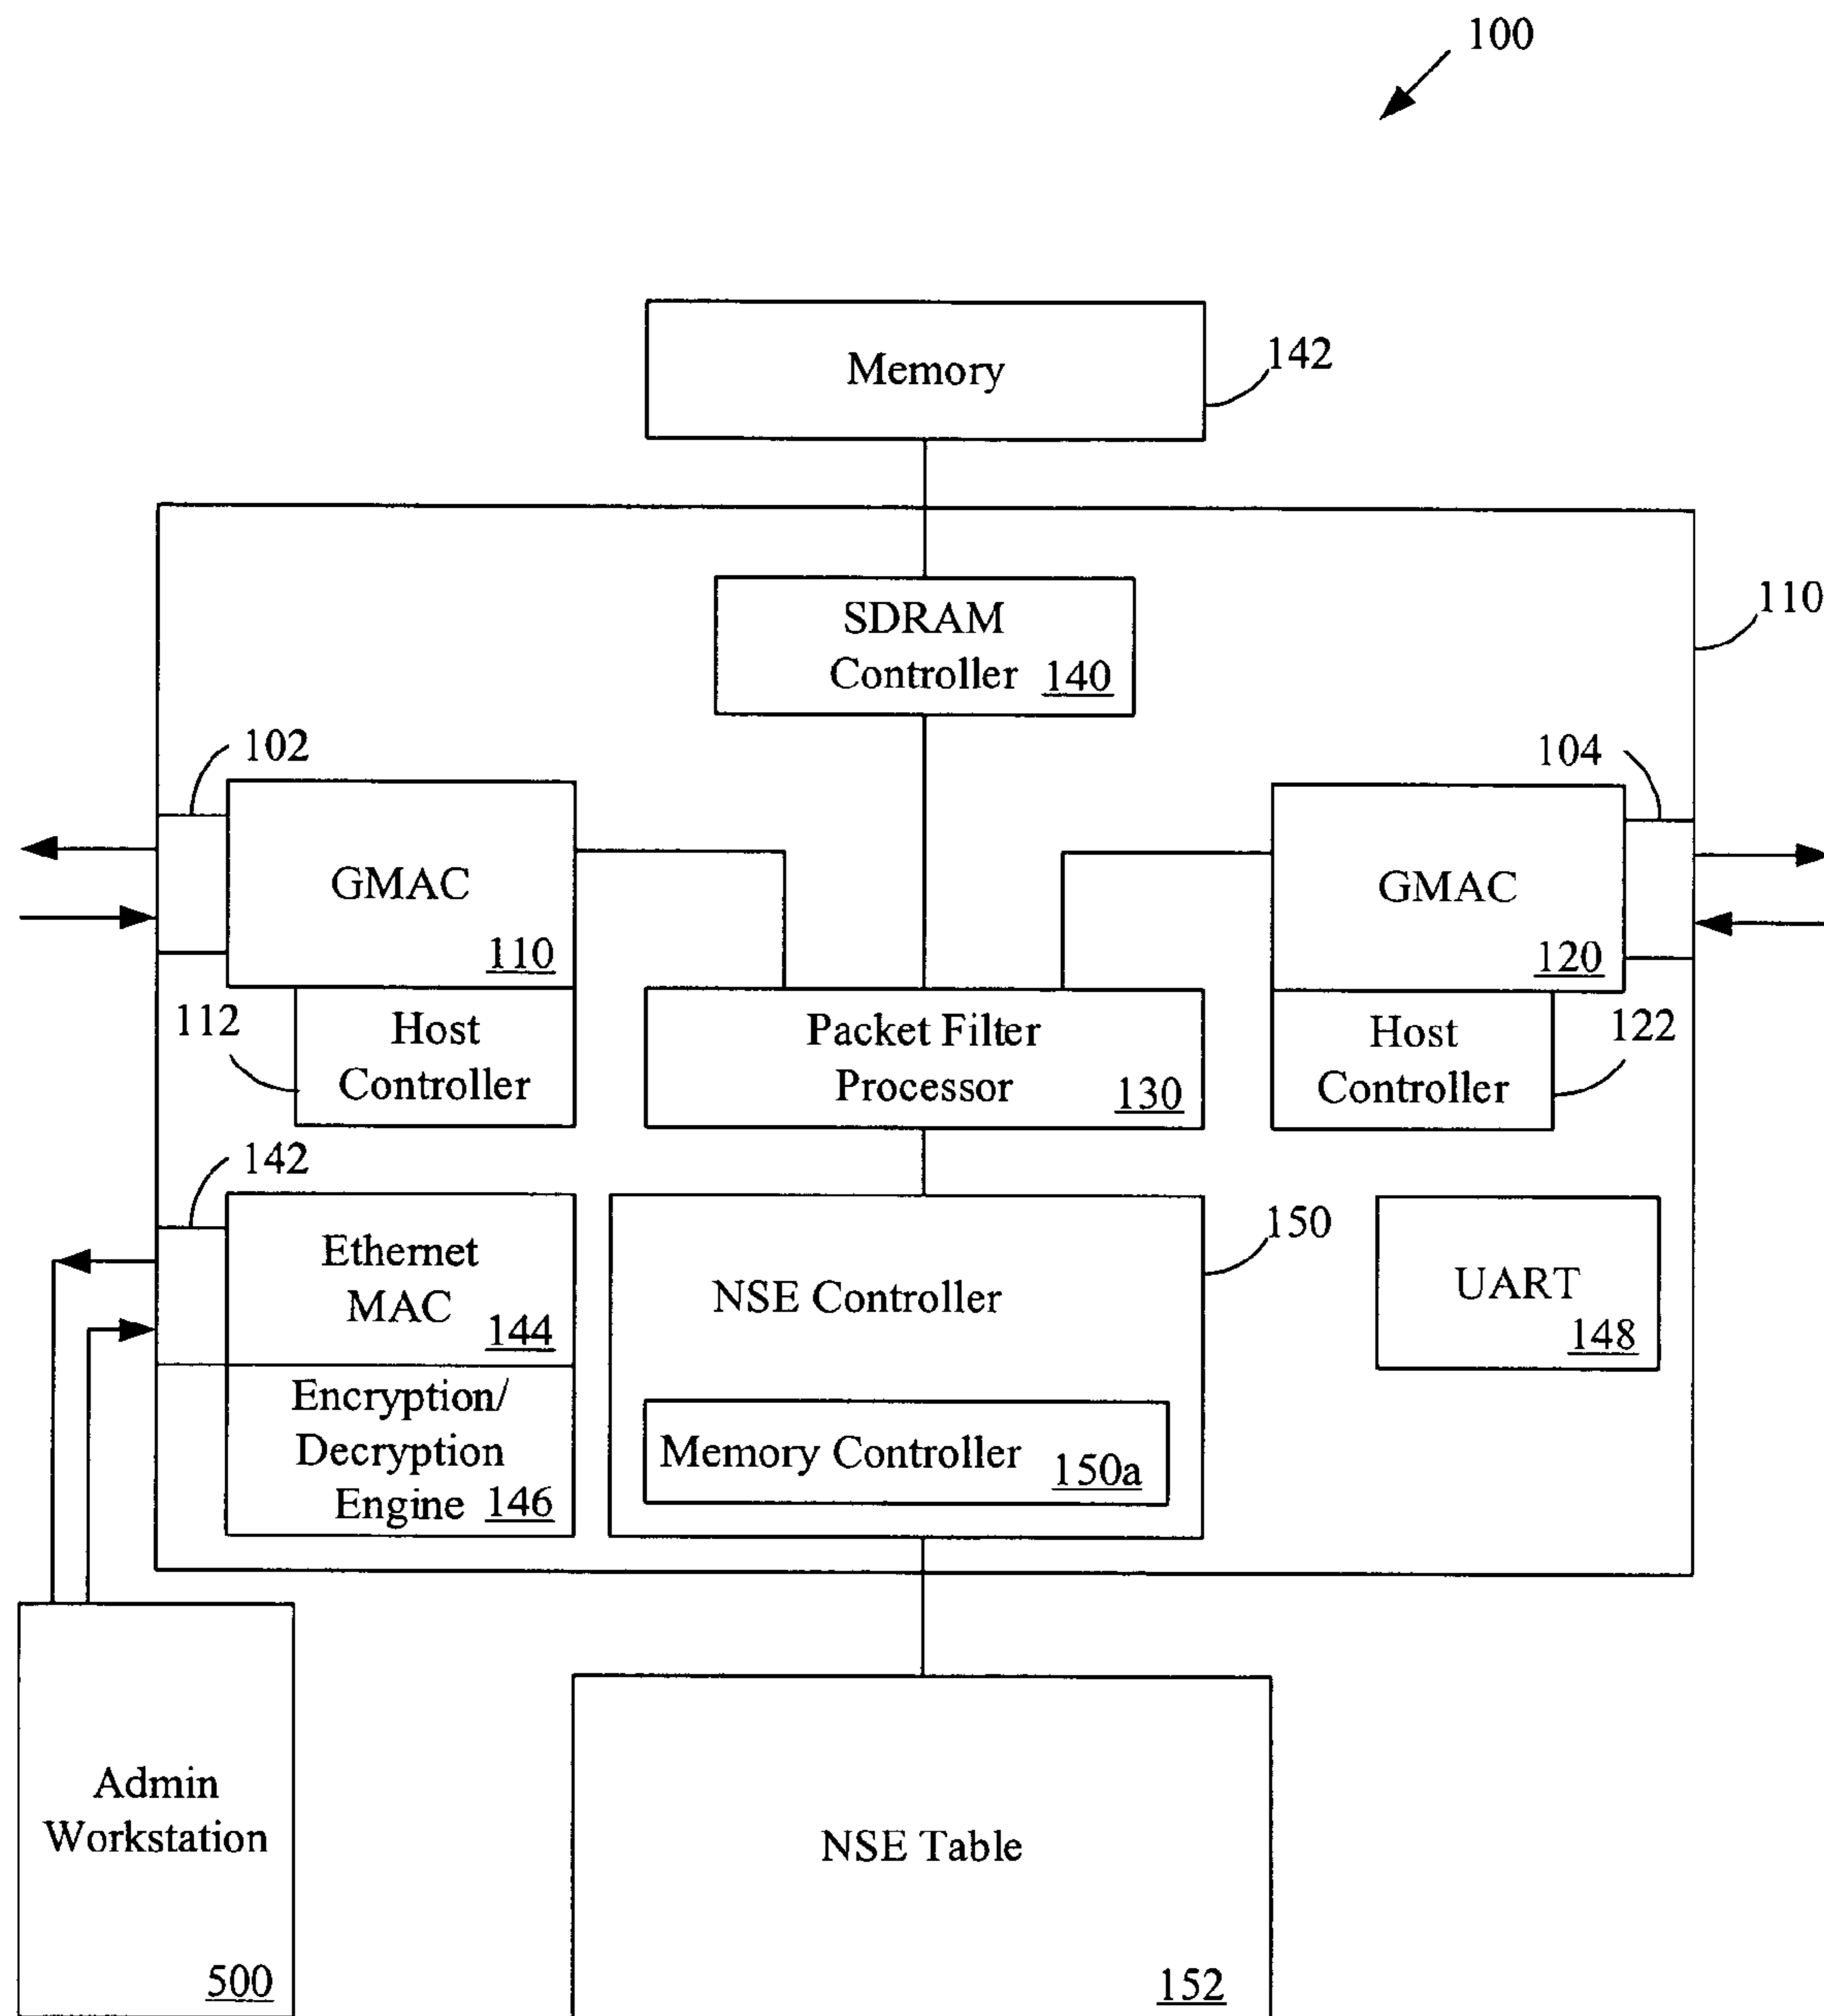 100
Memory
142
SDRAM
Controller 140
110
102
104
GMAC
110
GMAC
120
112
Host
Controller
Packet Filter
Processor 130
Host
Controller
122
142
Ethernet
MAC 144
Encryption/
Decryption
Engine 146
NSE Controller
150
Memory Controller 150a
UART
148
Admin
Workstation
500
NSE Table
152